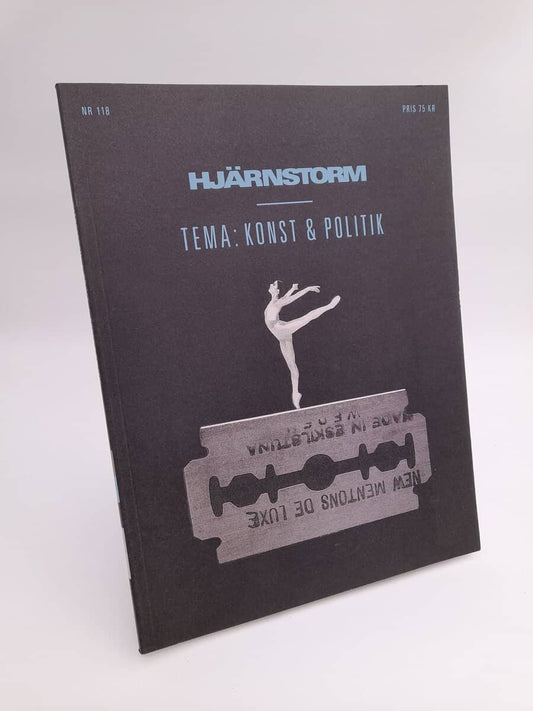 NR 118
PRIS 75 KR
HJÄRNSTORM
TEMA: KONST & POLITIK
MADE IN ESKILSTUNA
NEW MENTONS DE LUXE